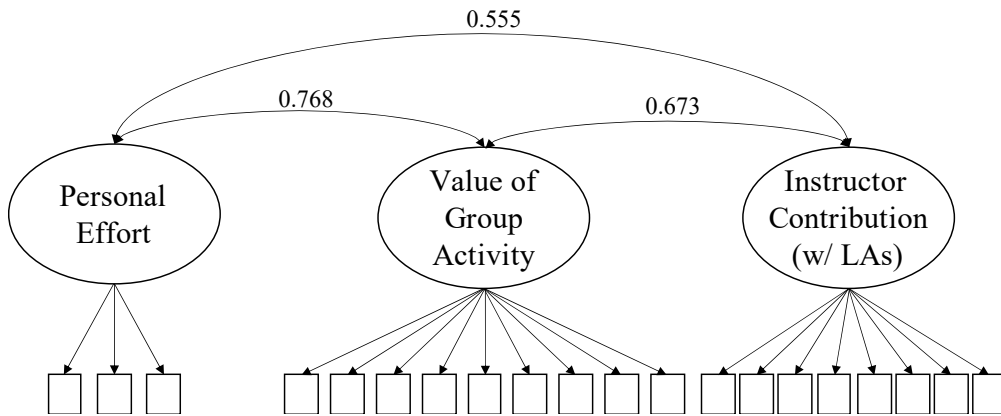 0.555
0.768
0.673
Personal
Effort
Value of
Group
Activity
Instructor
Contribution
(w/ LAs)